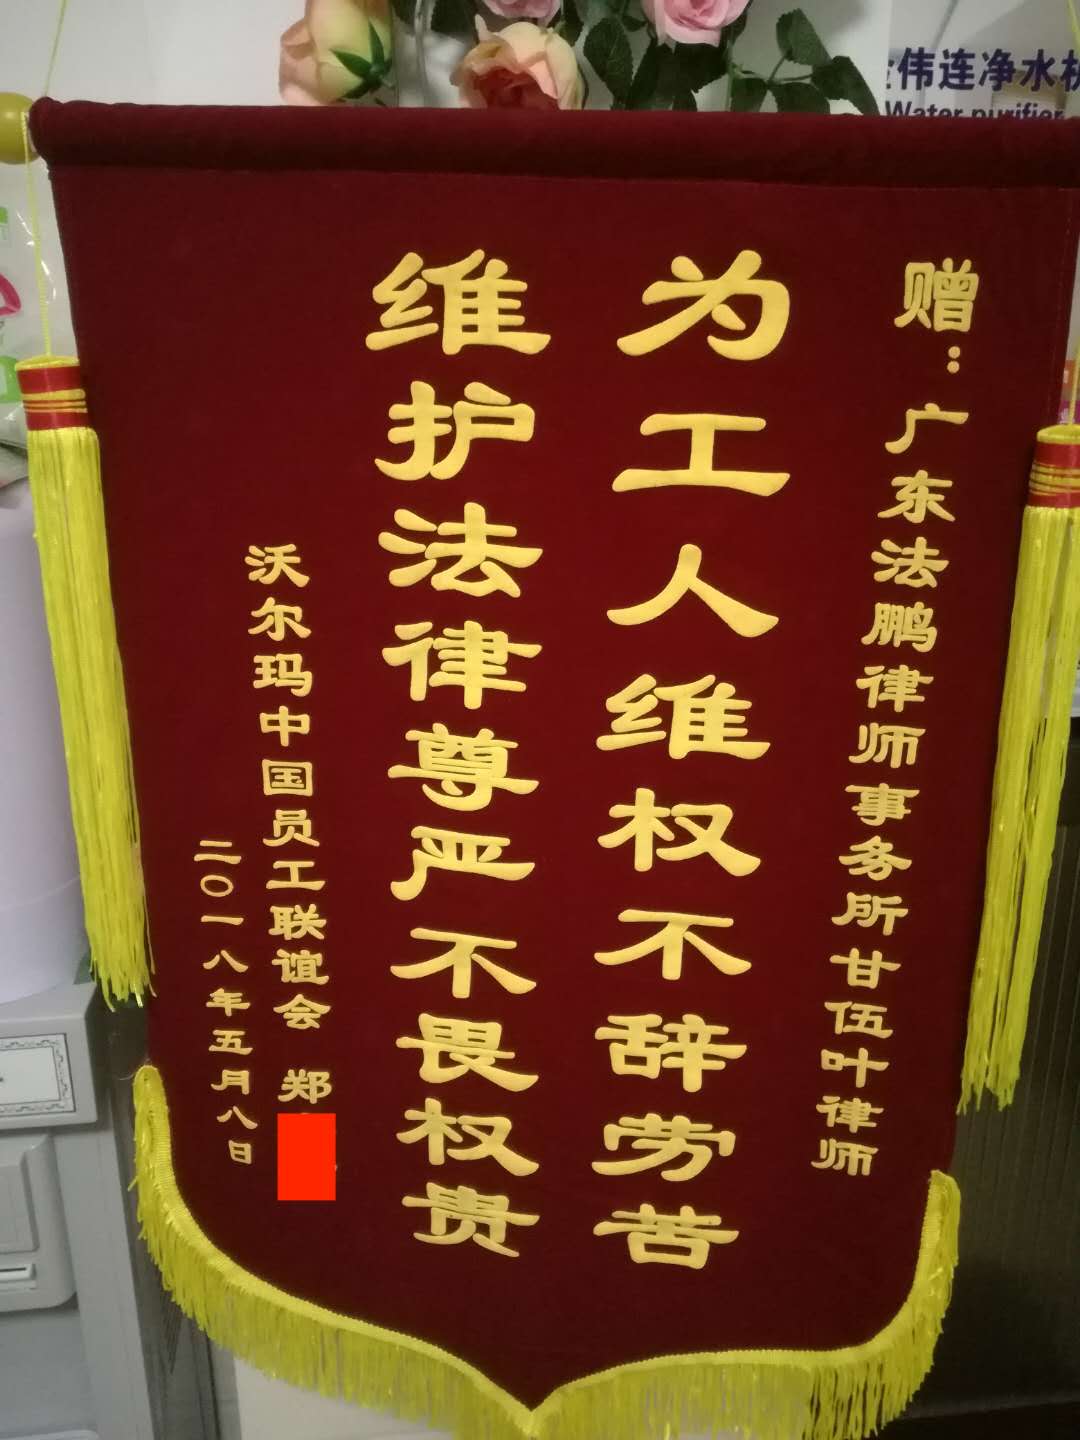 赠：广东法鹏律师事务所甘伍叶律师
为工人维权不辞劳苦
维护法律尊严不畏权贵
沃尔玛中国员工联谊会 郑
二〇一八年五月八日
伟连净水机
Water purifier